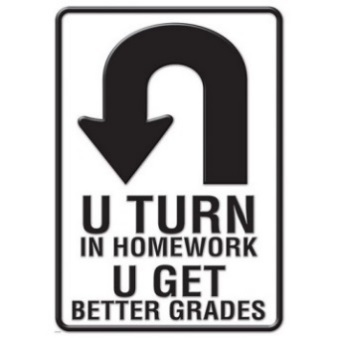 U TURN
IN HOMEWORK
U GET
BETTER GRADES